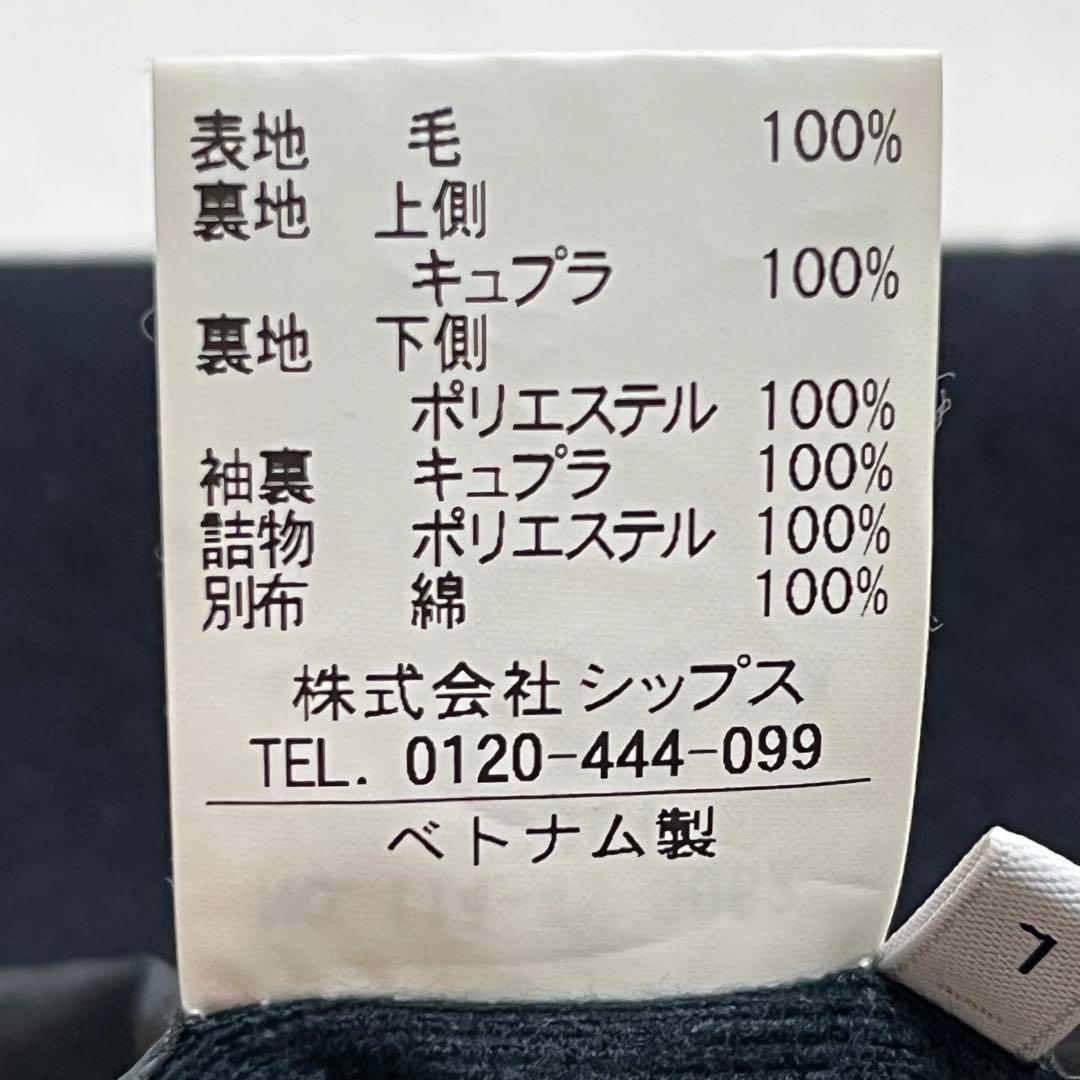 表地 毛 100%
裏地 上側
キュプラ 100%
裏地 下側
ポリエステル 100%
袖裏 キュプラ 100%
詰物 ポリエステル 100%
別布 綿 100%
株式会社 シップス
TEL. 0120-444-099
ベトナム製